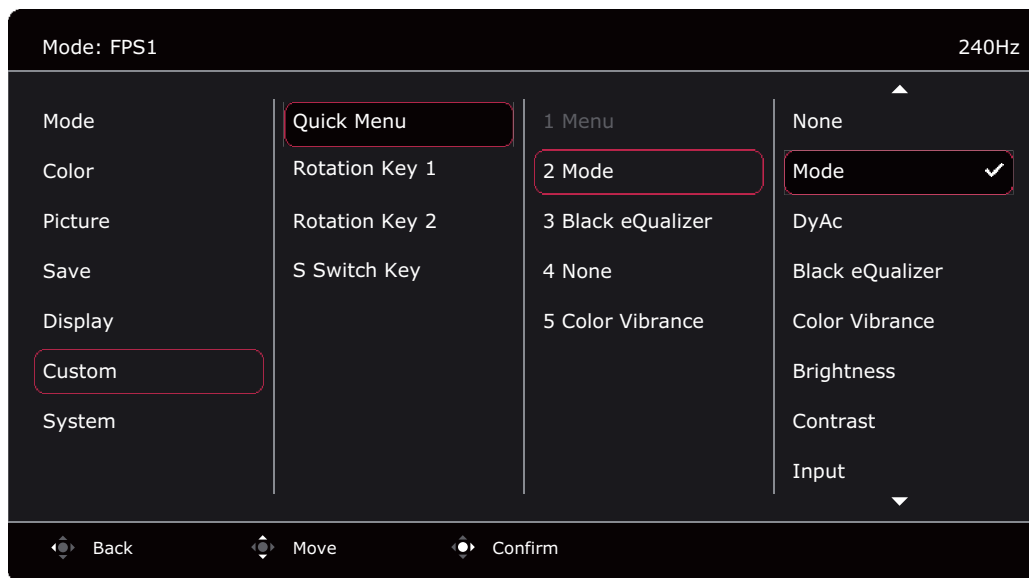 Mode: FPS1
240Hz
Mode
Color
Picture
Save
Display
Custom
System
Quick Menu
Rotation Key 1
Rotation Key 2
S Switch Key
1 Menu
2 Mode
3 Black eQualizer
4 None
5 Color Vibrance
None
Mode
DyAc
Black eQualizer
Color Vibrance
Brightness
Contrast
Input
Back
Move
Confirm